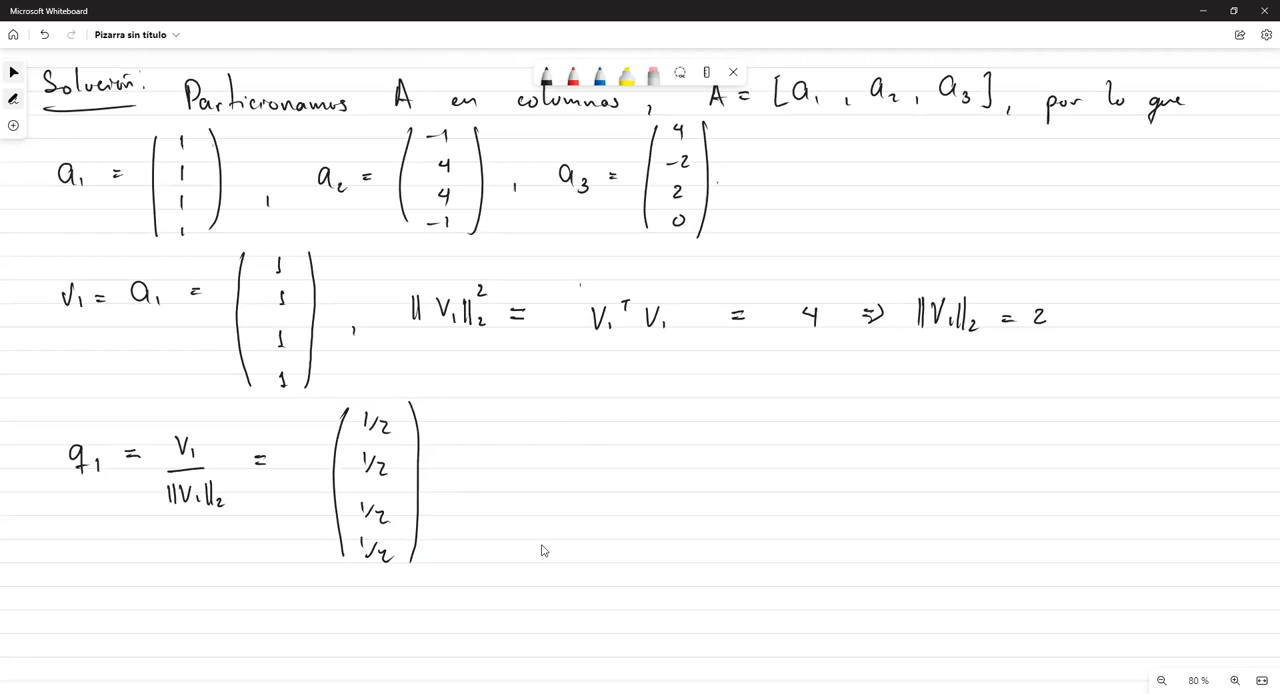 Microsoft Whiteboard
Pizarra sin título
Solución: Particionamos A en columnas, A = [a₁, a₂, a₃], por lo que
a₁ = (1 1 1 1), a₂ = (-1 4 4 -1), a₃ = (4 -2 2 0).
v₁ = a₁ = (1 1 1 1), ||V₁||₂² = V₁ᵀ V₁ = 4 ⇒ ||V₁||₂ = 2
q₁ = V₁ / ||V₁||₂ = (1/2 1/2 1/2 1/2)
80 %